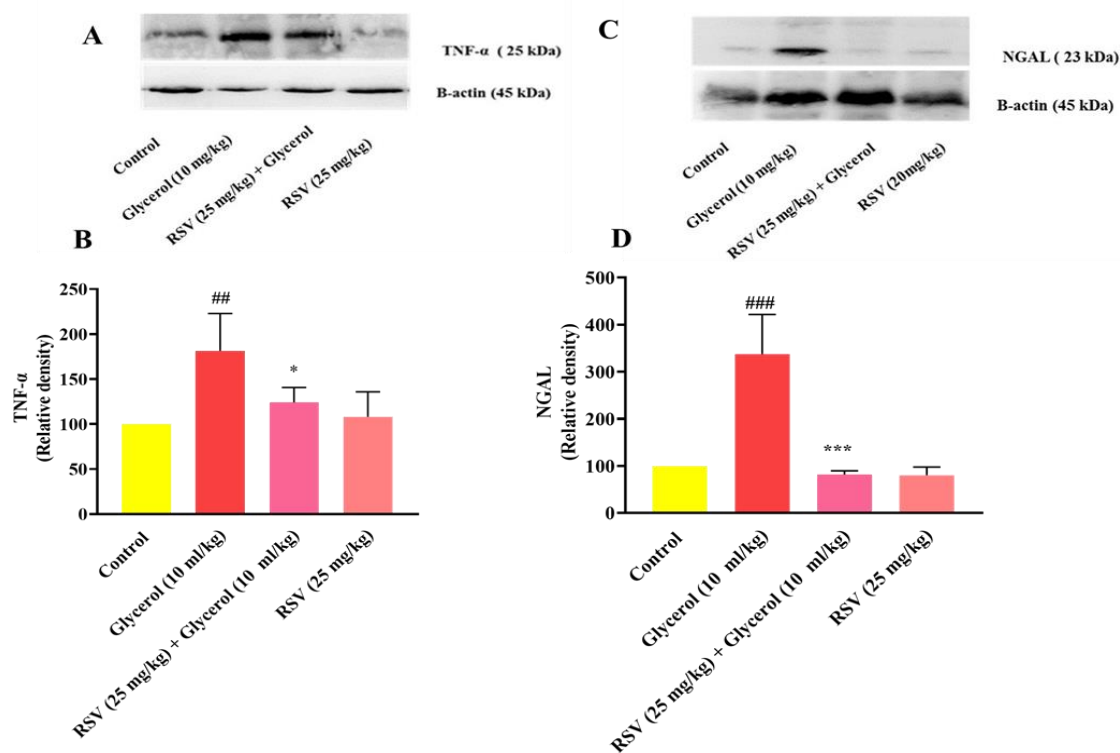 A
TNF-α ( 25 kDa)
B-actin (45 kDa)
Control
Glycerol (10 mg/kg)
RSV (25 mg/kg) + Glycerol
RSV (25 mg/kg)
C
NGAL ( 23 kDa)
B-actin (45 kDa)
Control
Glycerol (10 mg/kg)
RSV (25 mg/kg) + Glycerol
RSV (20mg/kg)
B
TNF-α
(Relative density)
250
200
150
100
50
0
##
*
Control
Glycerol (10 ml/kg)
RSV (25 mg/kg) + Glycerol (10 ml/kg)
RSV (25 mg/kg)
D
NGAL
(Relative density)
500
400
300
200
100
0
###
***
Control
Glycerol (10 ml/kg)
RSV (25 mg/kg) + Glycerol (10 ml/kg)
RSV (25 mg/kg)